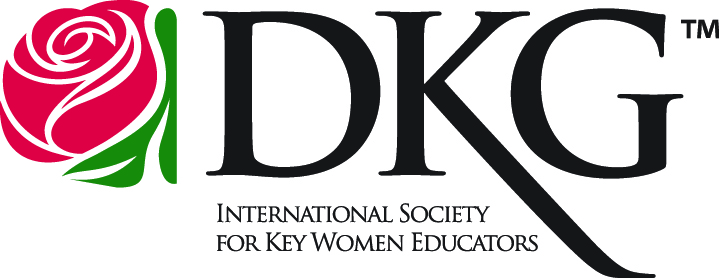 DKG™
INTERNATIONAL SOCIETY
FOR KEY WOMEN EDUCATORS